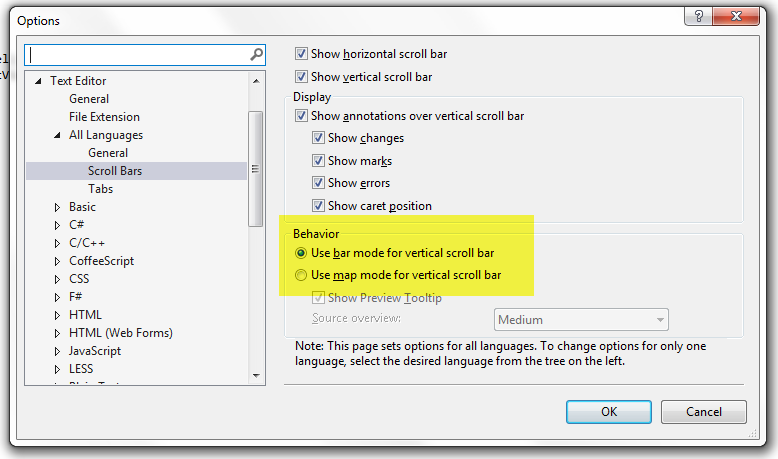 Options
el
tV
Text Editor
General
File Extension
All Languages
General
Scroll Bars
Tabs
Basic
C#
C/C++
CoffeeScript
CSS
F#
HTML
HTML (Web Forms)
JavaScript
LESS
Show horizontal scroll bar
Show vertical scroll bar
Display
Show annotations over vertical scroll bar
Show changes
Show marks
Show errors
Show caret position
Behavior
Use bar mode for vertical scroll bar
Use map mode for vertical scroll bar
Show Preview Tooltip
Source overview: Medium
Note: This page sets options for all languages. To change options for only one
language, select the desired language from the tree on the left.
OK Cancel